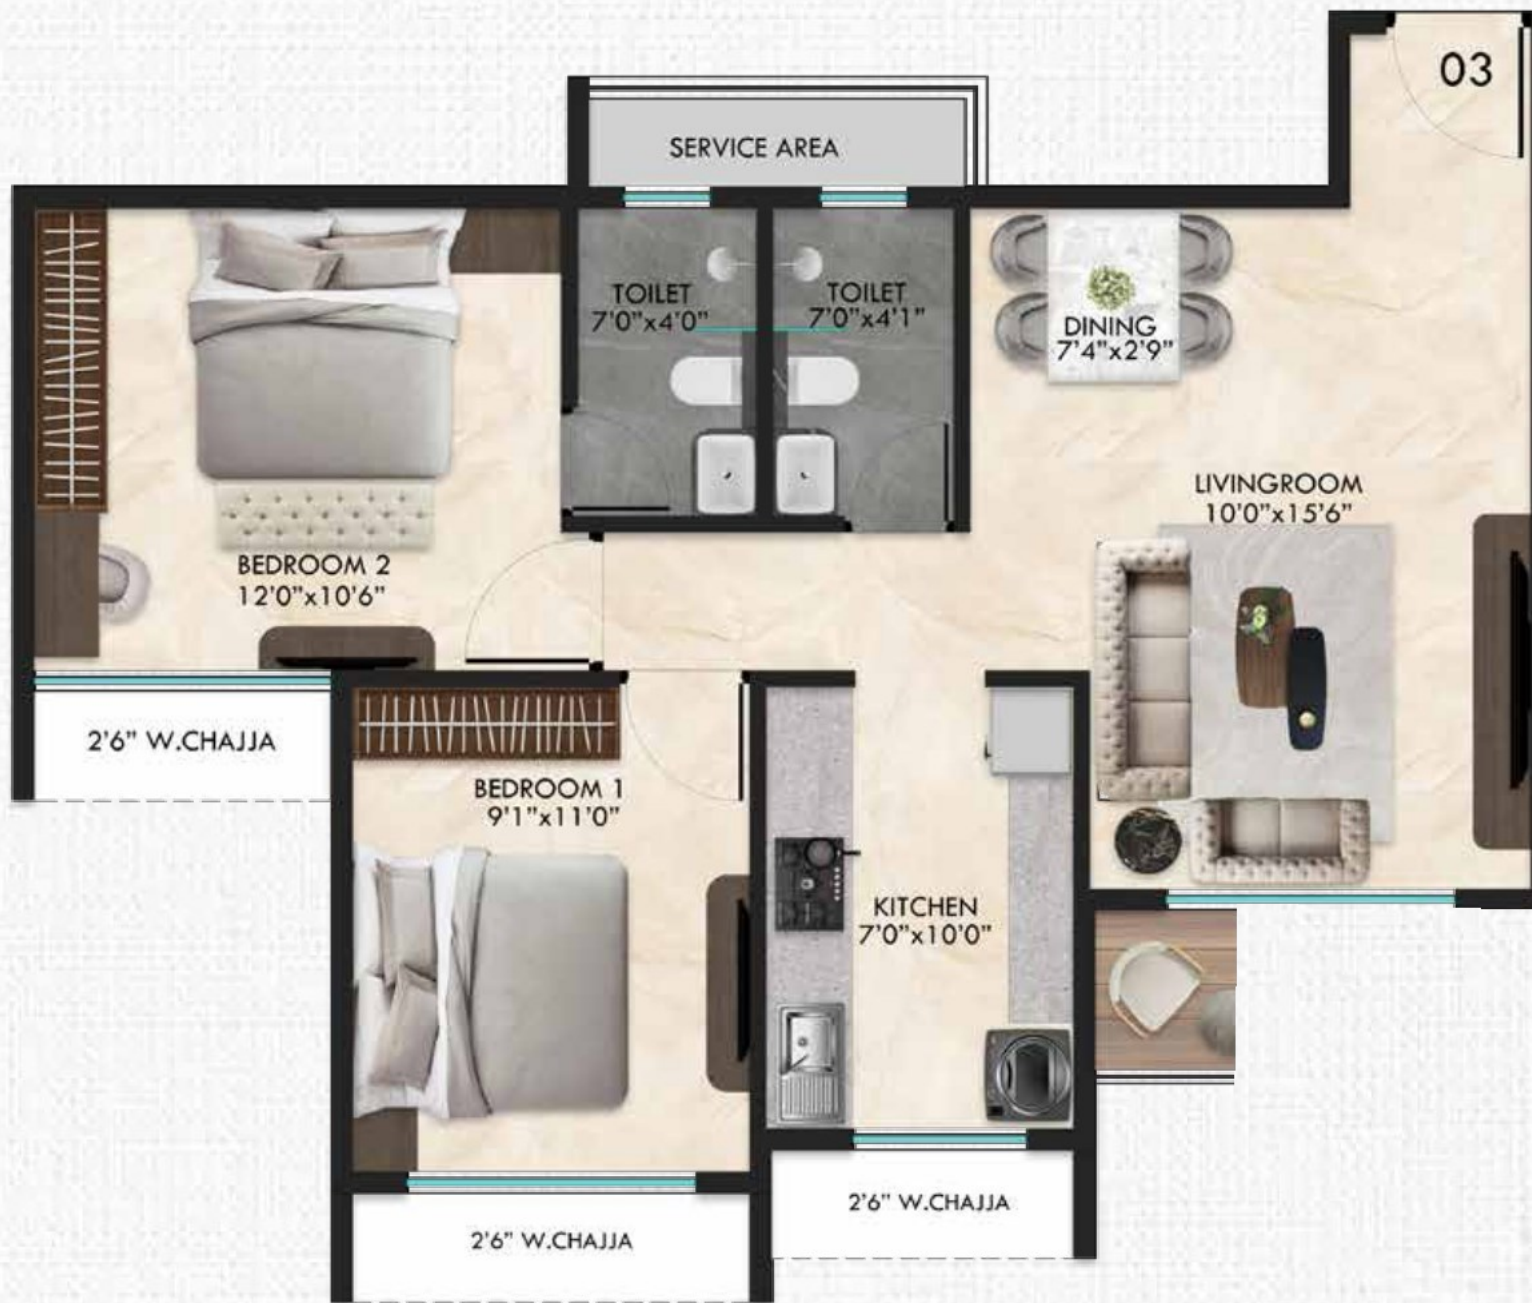 03
SERVICE AREA
TOILET
7'0"x4'0"
TOILET
7'0"x4'1"
DINING
7'4"x2'9"
LIVINGROOM
10'0"x15'6"
BEDROOM 2
12'0"x10'6"
2'6" W.CHAJJA
BEDROOM 1
9'1"x11'0"
KITCHEN
7'0"x10'0"
2'6" W.CHAJJA
2'6" W.CHAJJA